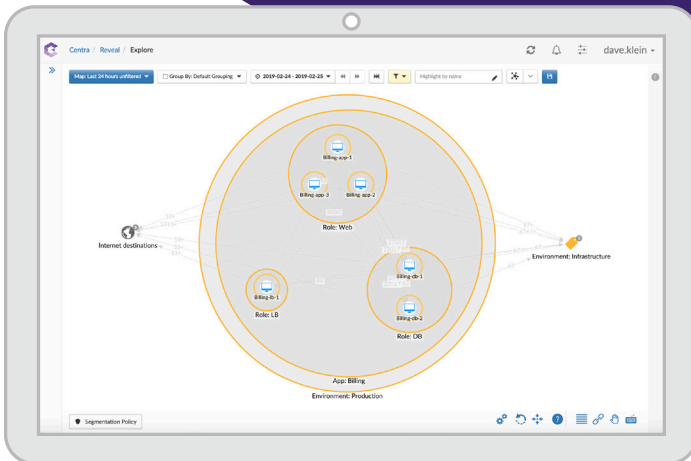 Centra / Reveal / Explore
dave.klein
Map: Last 24 hours unfiltered
Group By: Default Grouping
2019-02-24 - 2019-02-25
Highlight by name
Billing-app-1
Billing-app-3
Billing-app-2
Role: Web
Internet destinations
Environment: Infrastructure
Billing-db-1
Billing-lb-1
Role: LB
Billing-db-2
Role: DB
App: Billing
Environment: Production
Segmentation Policy